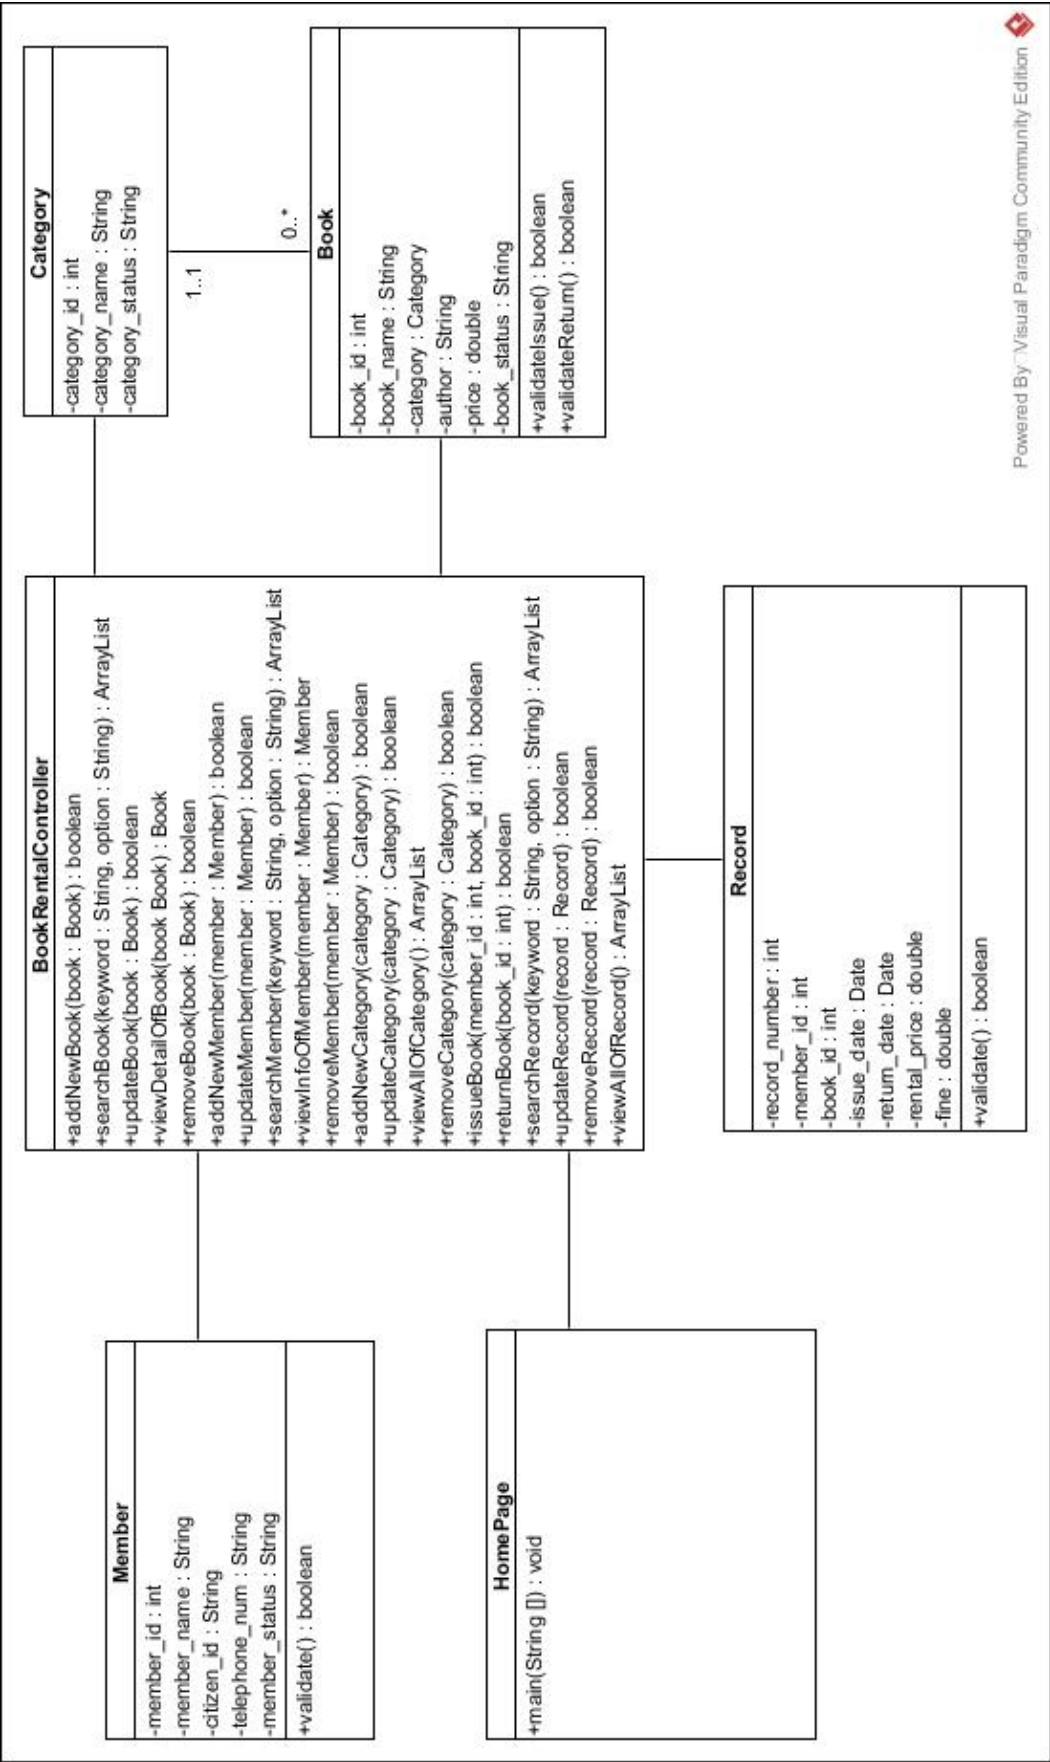 Member
-member_id : int
-member_name : String
-citizen_id : String
-telephone_num : String
-member_status : String
+validate() : boolean
HomePage
+main(String []) : void
BookRentalController
+addNewBook(book : Book) : boolean
+searchBook(keyword : String, option : String) : ArrayList
+updateBook(book : Book) : boolean
+viewDetailOfBook(book Book) : Book
+removeBook(book : Book) : boolean
+addNewMember(member : Member) : boolean
+updateMember(member : Member) : boolean
+searchMember(keyword : String, option : String) : ArrayList
+viewInfoOfMember(member : Member) : Member
+removeMember(member : Member) : boolean
+addNewCategory(category : Category) : boolean
+updateCategory(category : Category) : boolean
+viewAllOfCategory() : ArrayList
+removeCategory(category : Category) : boolean
+issueBook(member_id : int, book_id : int) : boolean
+returnBook(book_id : int) : boolean
+searchRecord(keyword : String, option : String) : ArrayList
+updateRecord(record : Record) : boolean
+removeRecord(record : Record) : boolean
+viewAllOfRecord() : ArrayList
Record
-record_number : int
-member_id : int
-book_id : int
-issue_date : Date
-return_date : Date
-rental_price : double
-fine : double
+validate() : boolean
Category
-category_id : int
-category_name : String
-category_status : String
1..1
0..*
Book
-book_id : int
-book_name : String
-category : Category
-author : String
-price : double
-book_status : String
+validateIssue() : boolean
+validateReturn() : boolean
Powered By Visual Paradigm Community Edition